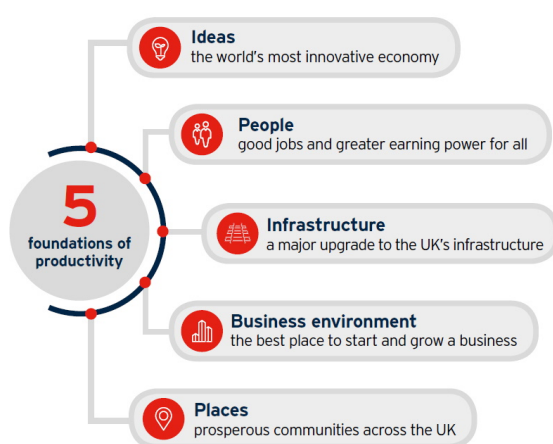 Ideas
the world's most innovative economy
People
good jobs and greater earning power for all
5
foundations of
productivity
Infrastructure
a major upgrade to the UK's infrastructure
Business environment
the best place to start and grow a business
Places
prosperous communities across the UK